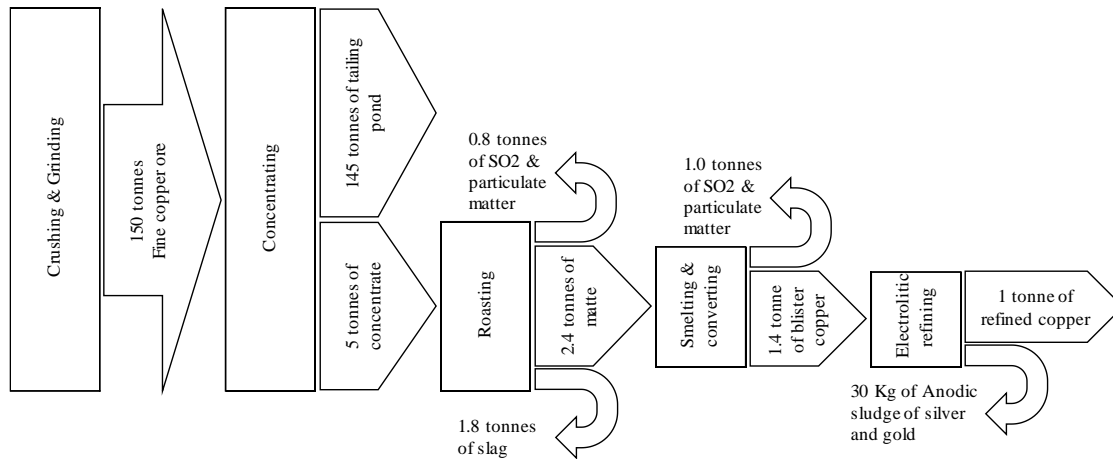 Crushing & Grinding
150 tonnes
Fine copper ore
Concentrating
145 tonnes of tailing
pond
5 tonnes of
concentrate
0.8 tonnes
of SO2 &
particulate
matter
Roasting
2.4 tonnes of
matte
1.8 tonnes
of slag
1.0 tonnes
of SO2 &
particulate
matter
Smelting &
converting
1.4 tonne
of blister
copper
Electrolitic
refining
1 tonne of
refined copper
30 Kg of Anodic
sludge of silver
and gold